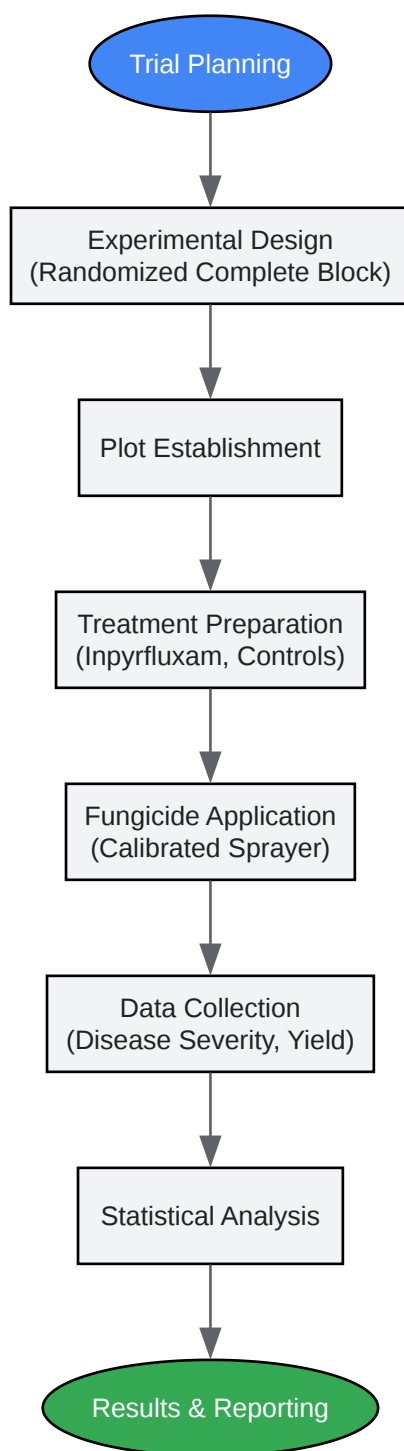 Trial Planning
Experimental Design
(Randomized Complete Block)
Plot Establishment
Treatment Preparation
(Inpyrfluxam, Controls)
Fungicide Application
(Calibrated Sprayer)
Data Collection
(Disease Severity, Yield)
Statistical Analysis
Results & Reporting